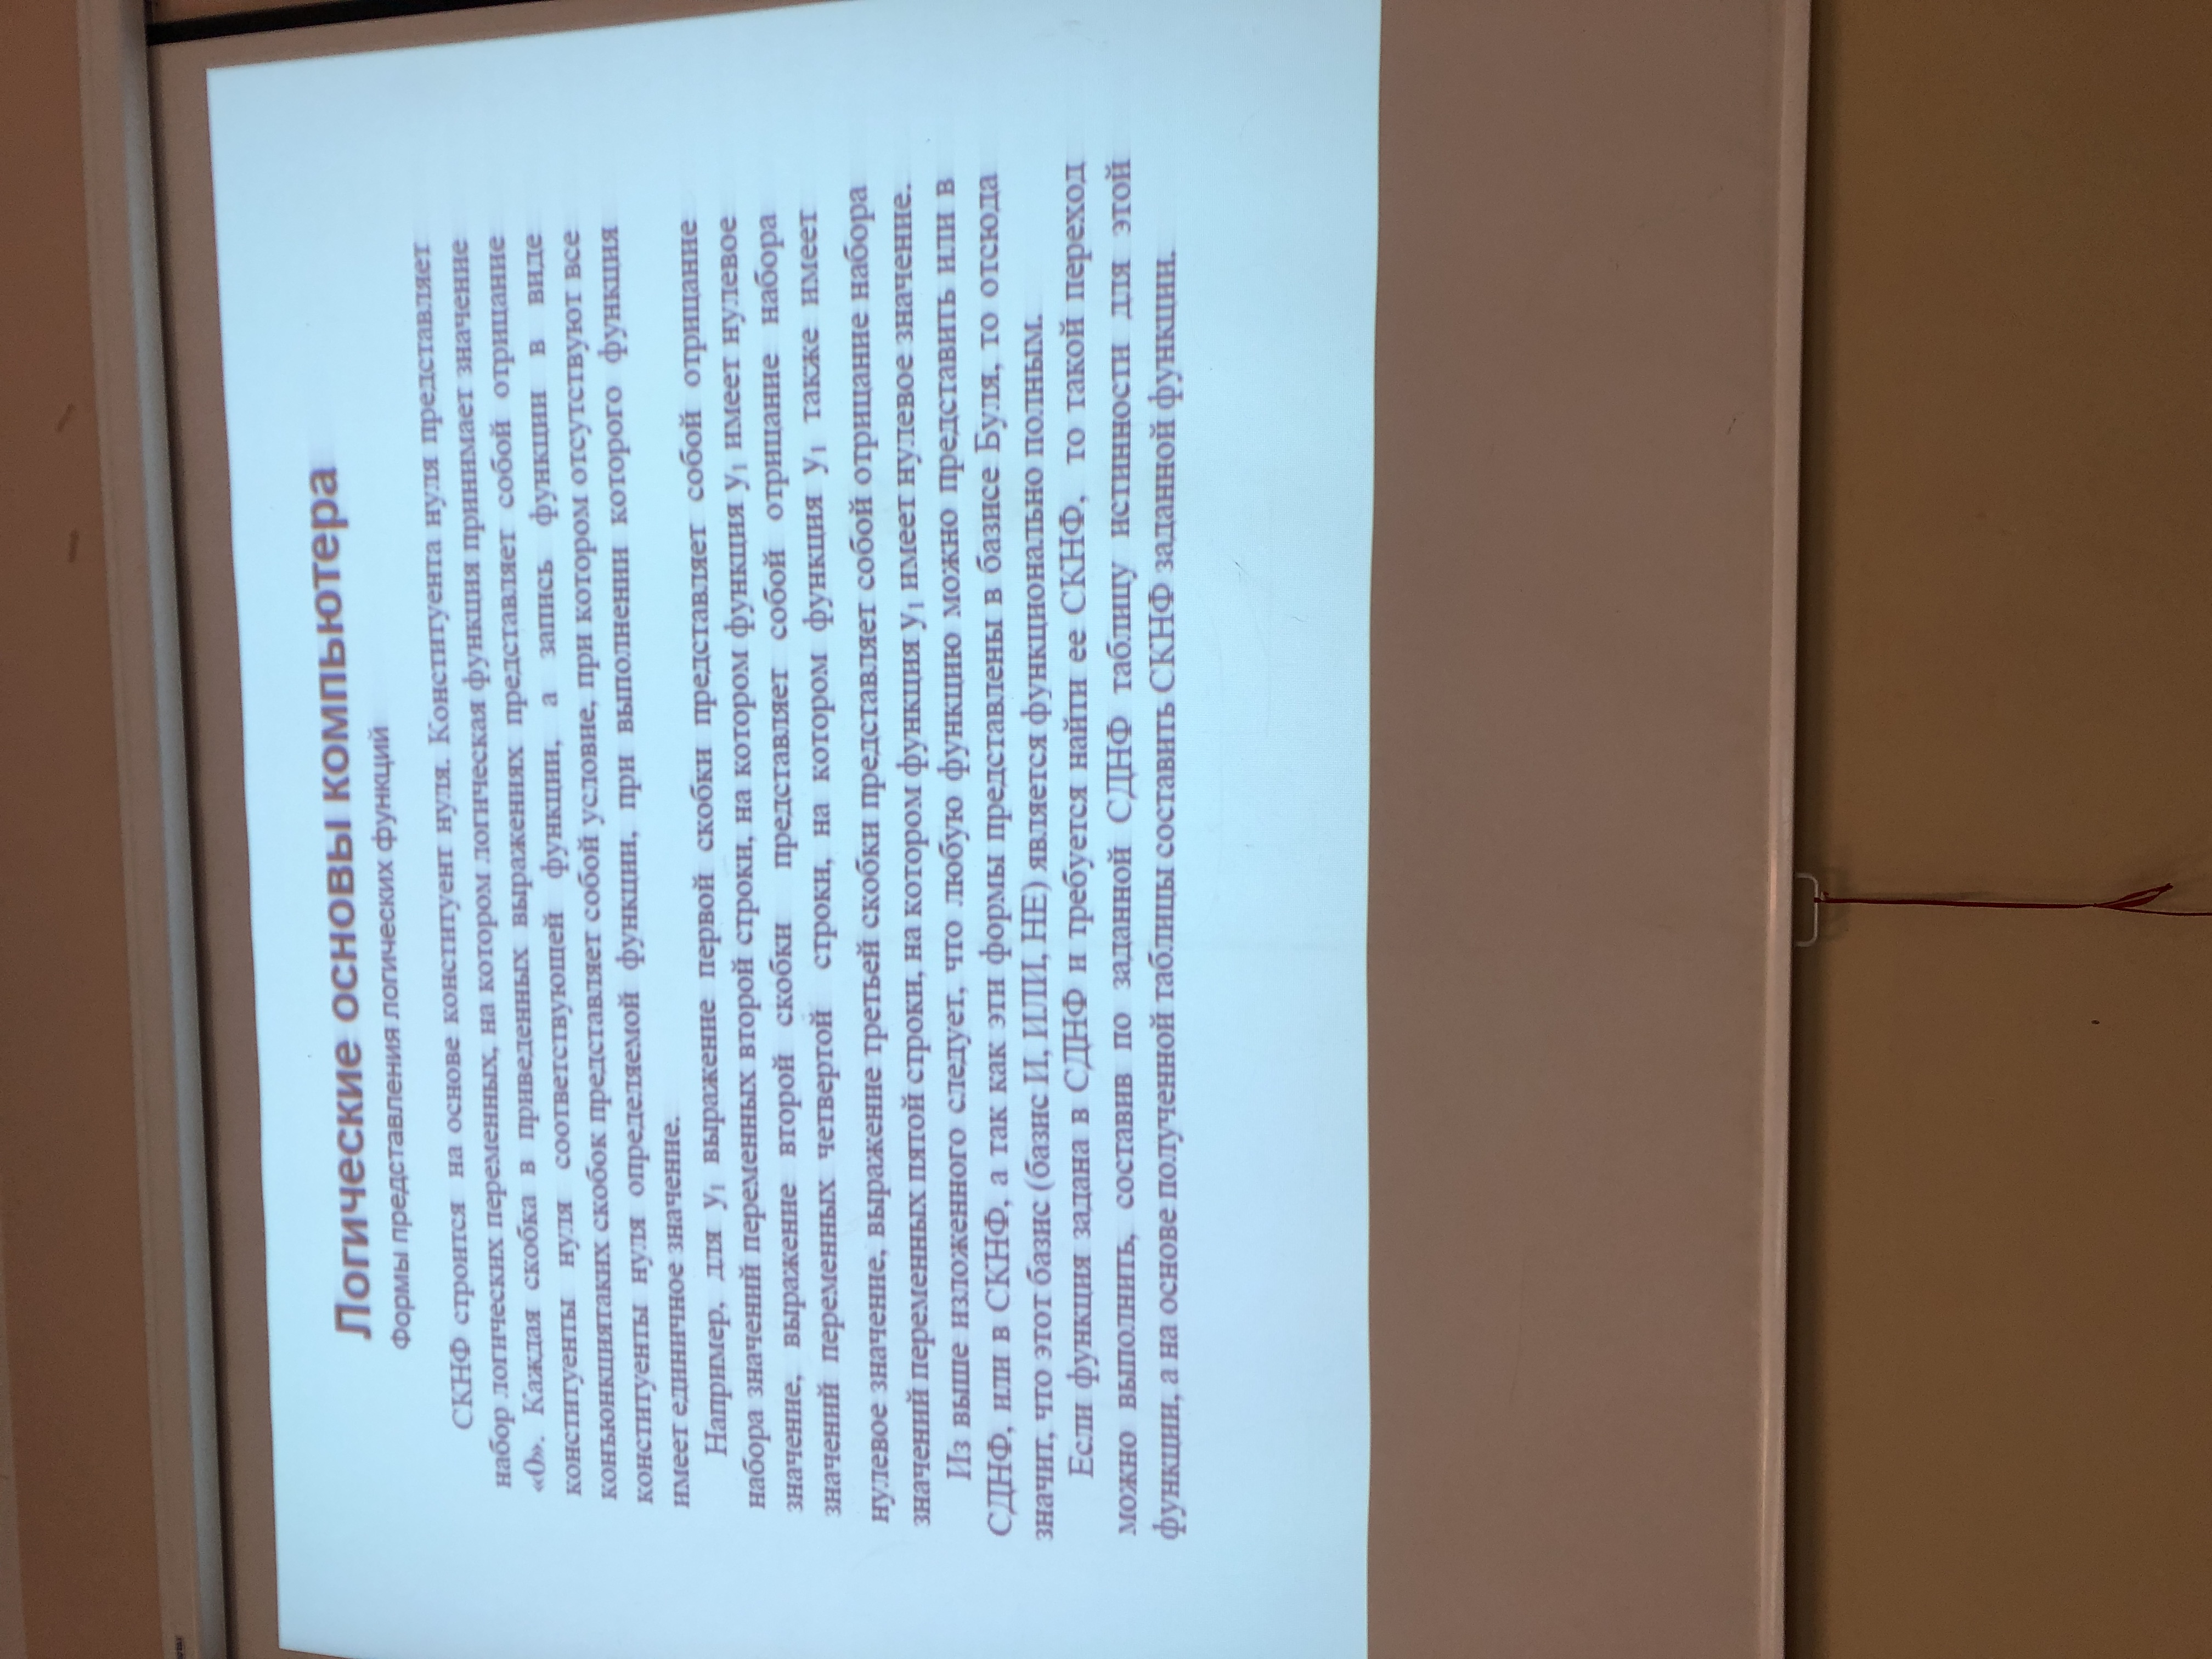 Логические основы компьютера
Формы представления логических функций
СКНФ строится на основе конституент нуля. Конституента нуля представляет
набор логических переменных, на котором логическая функция принимает значение
«0». Каждая скобка в приведенных выражениях представляет собой отрицание
конституенты нуля соответствующей функции, а запись функции в виде
конъюнкциятаких скобок представляет собой условие, при котором отсутствуют все
конституенты нуля определяемой функции, при выполнении которого функция
имеет единичное значение.
Например, для y₁ выражение первой скобки представляет собой отрицание
набора значений переменных второй строки, на котором функция y₁ имеет нулевое
значение, выражение второй скобки представляет собой отрицание набора
значений переменных четвертой строки, на котором функция y₁ также имеет
нулевое значение, выражение третьей скобки представляет собой отрицание набора
значений переменных пятой строки, на котором функция y₁ имеет нулевое значение.
Из выше изложенного следует, что любую функцию можно представить или в
СДНФ, или в СКНФ, а так как эти формы представлены в базисе Буля, то отсюда
значит, что этот базис (базис И, ИЛИ, НЕ) является функционально полным.
Если функция задана в СДНФ и требуется найти ее СКНФ, то такой переход
можно выполнить, составив по заданной СДНФ таблицу истинности для этой
функции, а на основе полученной таблицы составить СКНФ заданной функции.